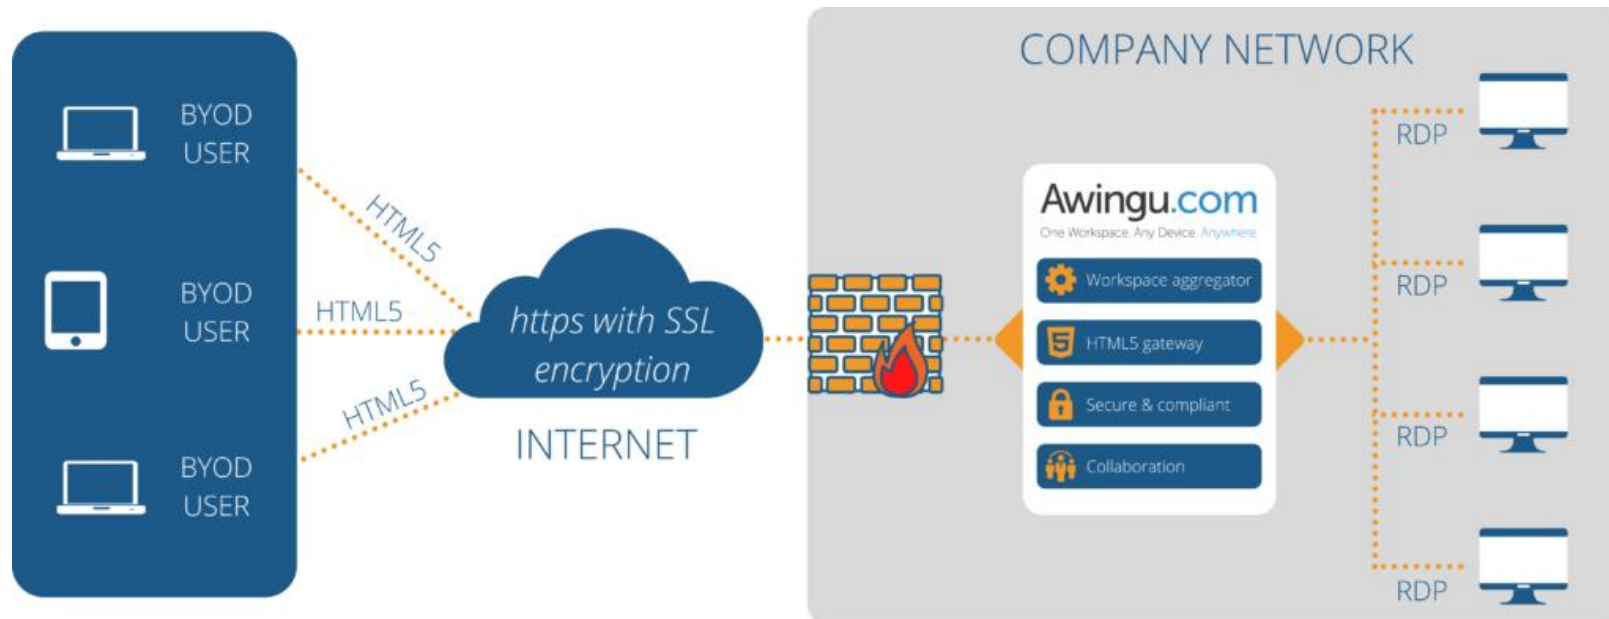 BYOD
USER
BYOD
USER
BYOD
USER
HTML5
HTML5
HTML5
https with SSL
encryption
INTERNET
COMPANY NETWORK
Awingu.com
One Workspace. Any Device. Anywhere.
Workspace aggregator
HTML5 gateway
Secure & compliant
Collaboration
RDP
RDP
RDP
RDP